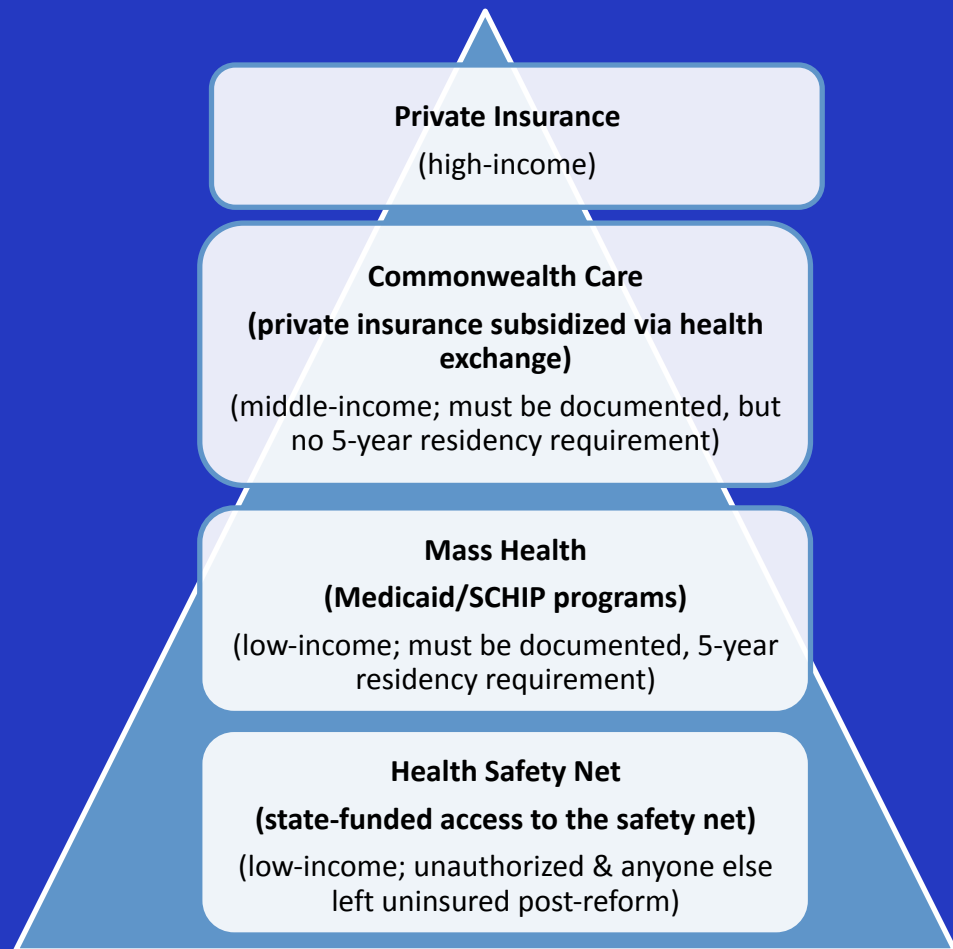 Private Insurance
(high-income)
Commonwealth Care
(private insurance subsidized via health
exchange)
(middle-income; must be documented, but
no 5-year residency requirement)
Mass Health
(Medicaid/SCHIP programs)
(low-income; must be documented, 5-year
residency requirement)
Health Safety Net
(state-funded access to the safety net)
(low-income; unauthorized & anyone else
left uninsured post-reform)